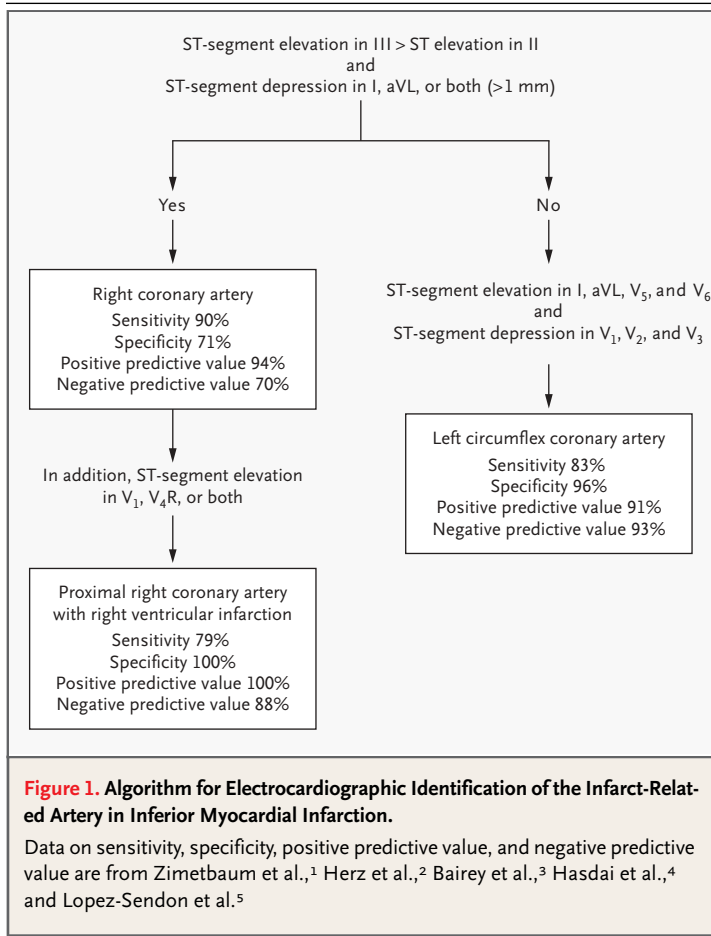 ST-segment elevation in III > ST elevation in II
and
ST-segment depression in I, aVL, or both (>1 mm)
Yes
No
Right coronary artery
Sensitivity 90%
Specificity 71%
Positive predictive value 94%
Negative predictive value 70%
ST-segment elevation in I, aVL, V₅, and V₆
and
ST-segment depression in V₁, V₂, and V₃
In addition, ST-segment elevation
in V₁, V₄R, or both
Left circumflex coronary artery
Sensitivity 83%
Specificity 96%
Positive predictive value 91%
Negative predictive value 93%
Proximal right coronary artery
with right ventricular infarction
Sensitivity 79%
Specificity 100%
Positive predictive value 100%
Negative predictive value 88%
Figure 1. Algorithm for Electrocardiographic Identification of the Infarct-Relat-
ed Artery in Inferior Myocardial Infarction.
Data on sensitivity, specificity, positive predictive value, and negative predictive
value are from Zimetbaum et al.,¹ Herz et al.,² Bairey et al.,³ Hasdai et al.,⁴
and Lopez-Sendon et al.⁵